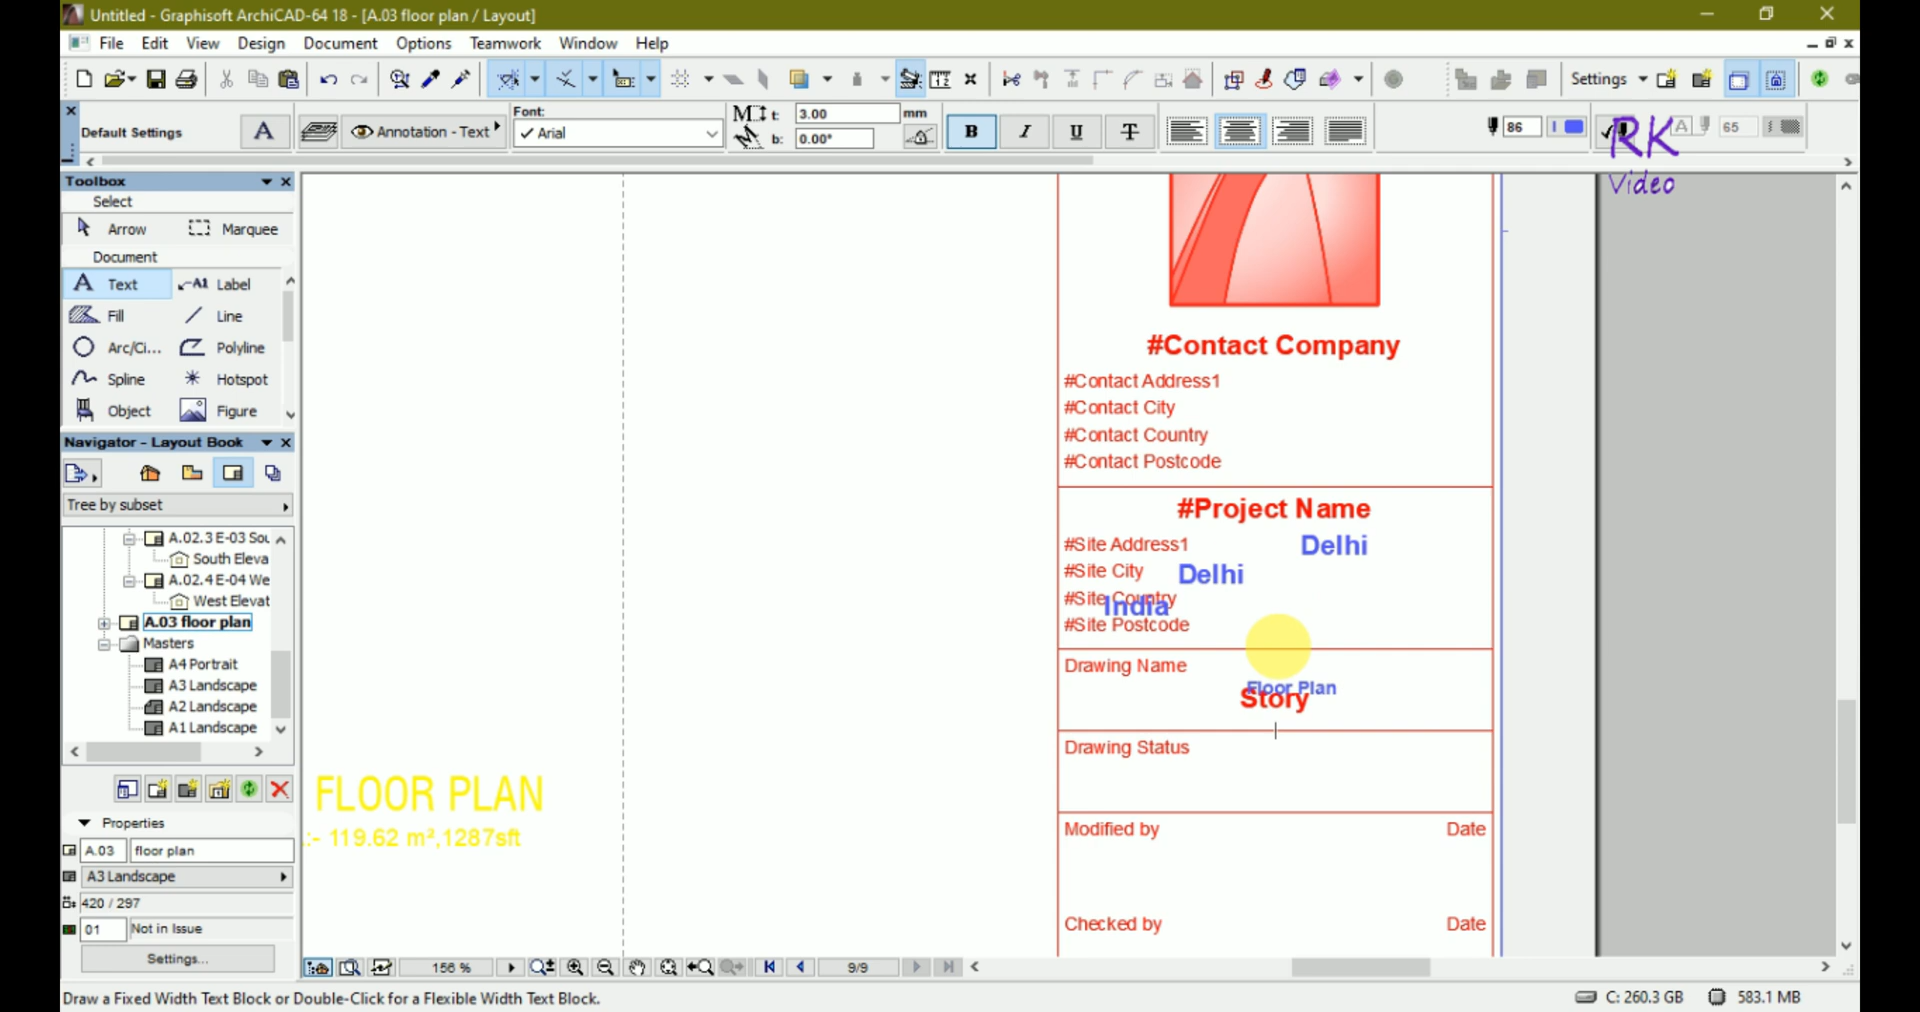 Untitled - Graphisoft ArchiCAD-64 18 - [A.03 floor plan / Layout]
File Edit View Design Document Options Teamwork Window Help
Settings
Default Settings
A
Annotation - Text
Font:
Arial
t: 3.00 mm
b: 0.00°
B I U T
86
65
RK
Video
Toolbox
Select
Arrow Marquee
Document
A Text A1 Label
Fill Line
Arc/Ci... Polyline
Spline Hotspot
Object Figure
Navigator - Layout Book
Tree by subset
A.02.3 E-03 Sou
South Eleva
A.02.4 E-04 We
West Elevat
A.03 floor plan
Masters
A4 Portrait
A3 Landscape
A2 Landscape
A1 Landscape
Properties
A.03 floor plan
A3 Landscape
420 / 297
01 Not in Issue
Settings...
#Contact Company
#Contact Address1
#Contact City
#Contact Country
#Contact Postcode
#Project Name
#Site Address1 Delhi
#Site City Delhi
#Site Country
India
#Site Postcode
Drawing Name
Floor Plan
Story
Drawing Status
Modified by Date
Checked by Date
FLOOR PLAN
:- 119.62 m²,1287sft
156 %
9/9
Draw a Fixed Width Text Block or Double-Click for a Flexible Width Text Block.
C: 260.3 GB 583.1 MB